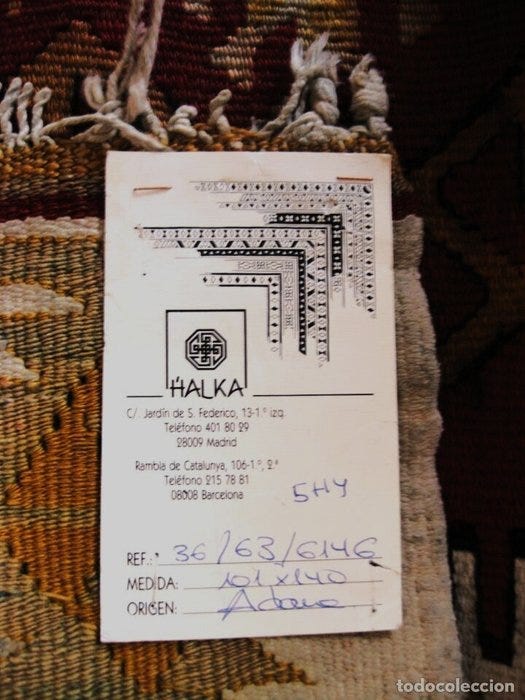 HALKA
C/ Jardín de S. Federico, 13-1.º izq.
Teléfono 401 80 29
28009 Madrid
Rambla de Catalunya, 106-1.º, 2.ª
Teléfono 215 78 81
08008 Barcelona
5HY
REF.: 36/63/6146
MEDIDA: 101x140
ORIGEN: Adana
todocoleccion